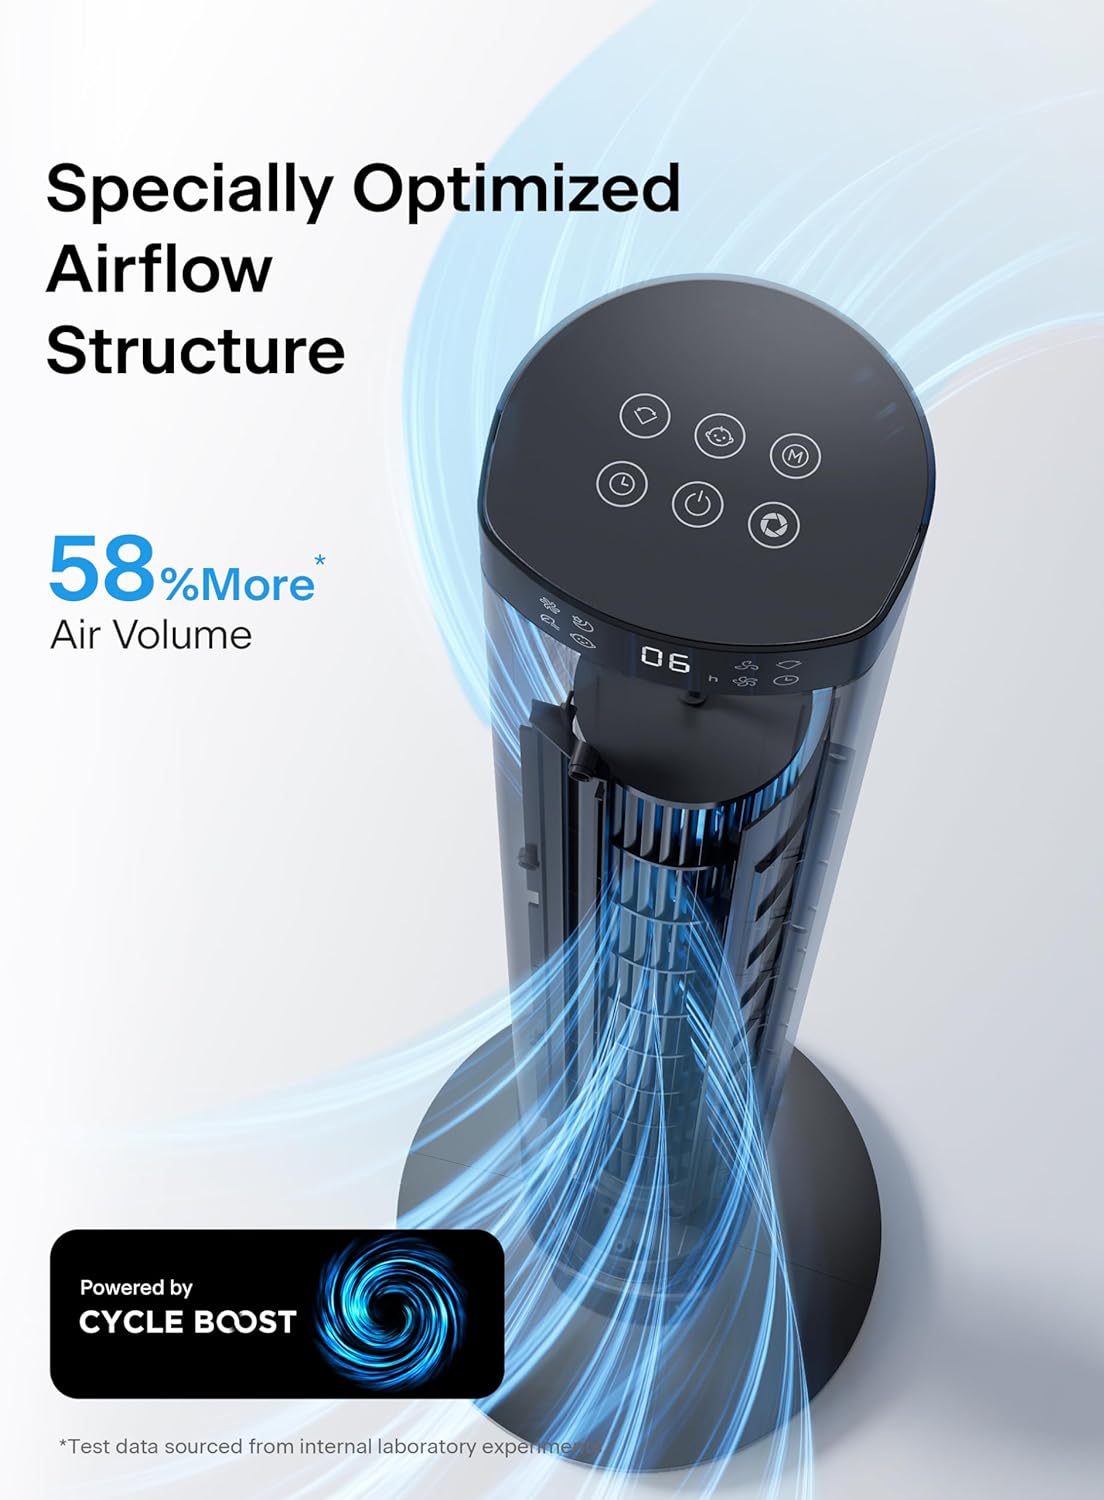 Specially Optimized
Airflow
Structure
58%More*
Air Volume
M
06
h
Powered by
CYCLE BOOST
*Test data sourced from internal laboratory experiments